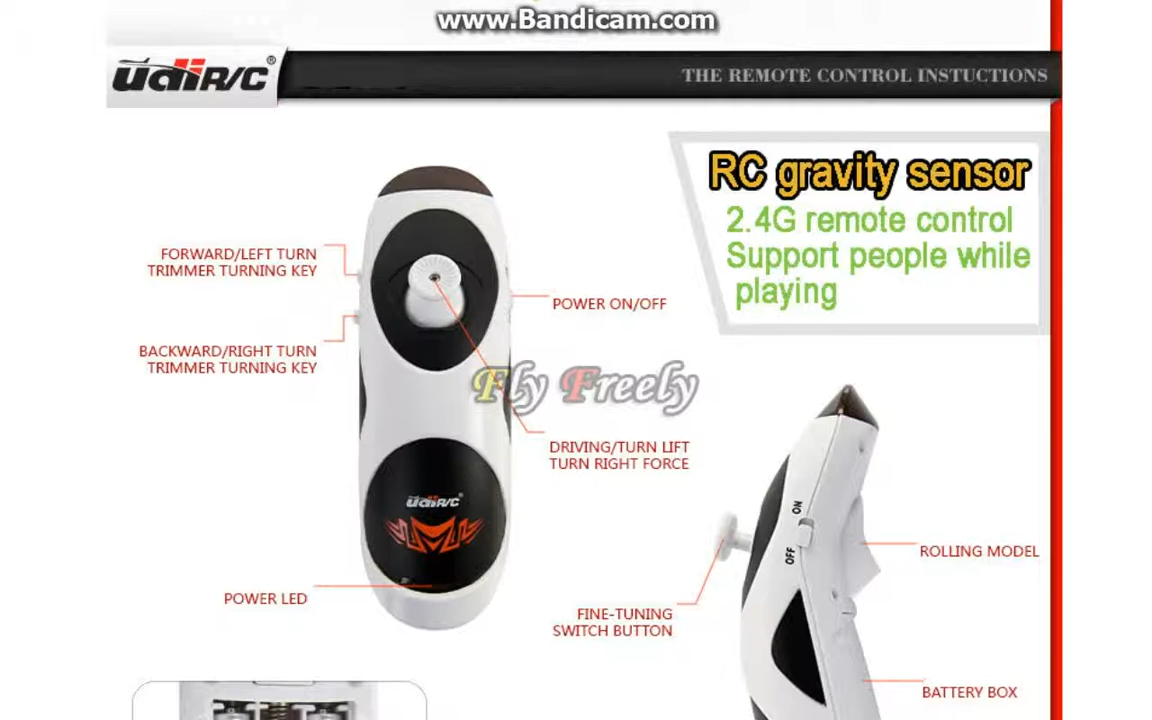 www.Bandicam.com
üdiR/C®
THE REMOTE CONTROL INSTUCTIONS
RC gravity sensor
2.4G remote control
Support people while
playing
FORWARD/LEFT TURN
TRIMMER TURNING KEY
POWER ON/OFF
BACKWARD/RIGHT TURN
TRIMMER TURNING KEY
Fly Freely
DRIVING/TURN LIFT
TURN RIGHT FORCE
üdiR/C®
ON
OFF
ROLLING MODEL
POWER LED
FINE-TUNING
SWITCH BUTTON
BATTERY BOX